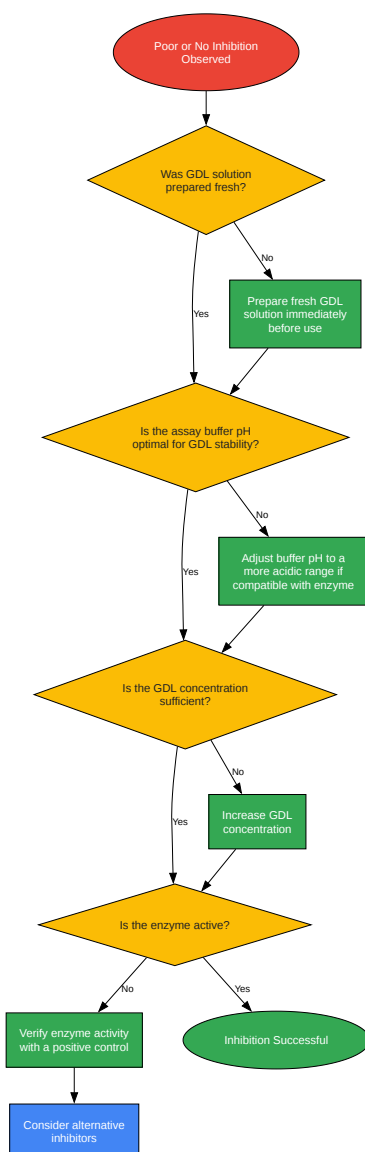 Poor or No Inhibition
Observed
Was GDL solution
prepared fresh?
No
Yes
Prepare fresh GDL
solution immediately
before use
Is the assay buffer pH
optimal for GDL stability?
No
Yes
Adjust buffer pH to a
more acidic range if
compatible with enzyme
Is the GDL concentration
sufficient?
No
Yes
Increase GDL
concentration
Is the enzyme active?
No
Yes
Verify enzyme activity
with a positive control
Inhibition Successful
Consider alternative
inhibitors